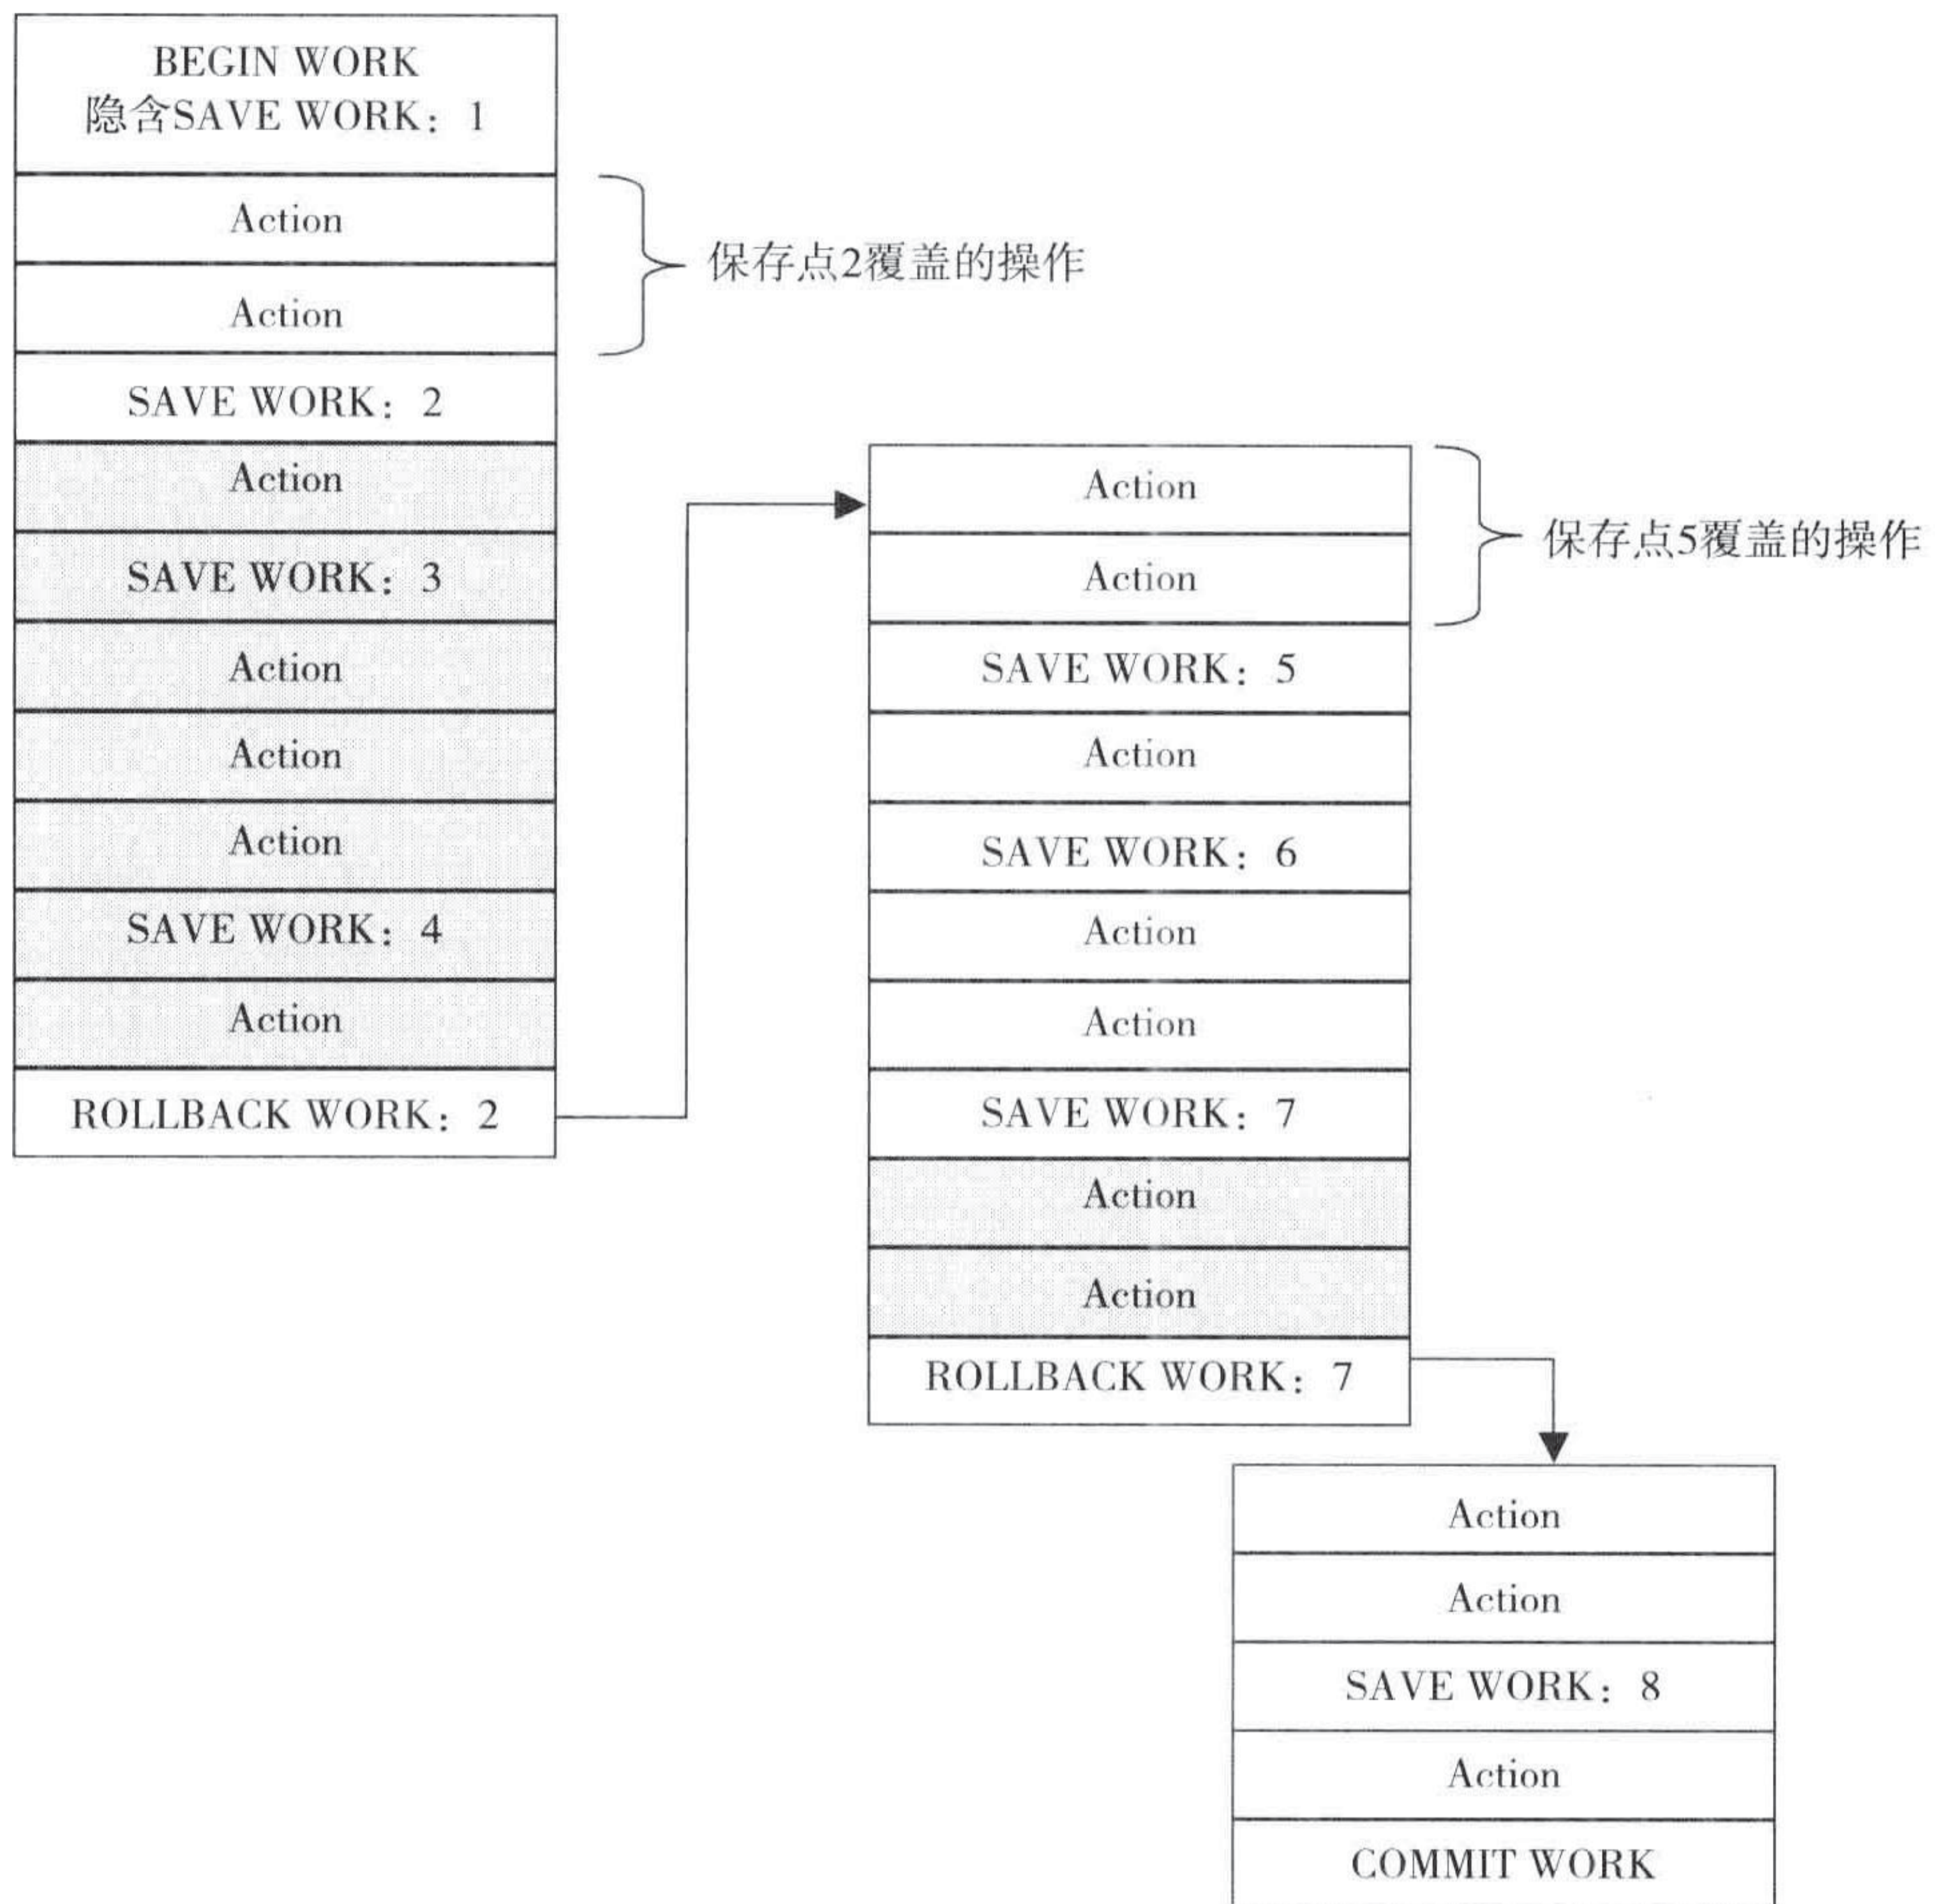 BEGIN WORK
隐含SAVE WORK：1
Action
Action
保存点2覆盖的操作
SAVE WORK：2
Action
SAVE WORK：3
Action
Action
Action
SAVE WORK：4
Action
ROLLBACK WORK：2
Action
Action
保存点5覆盖的操作
SAVE WORK：5
Action
SAVE WORK：6
Action
Action
SAVE WORK：7
Action
Action
ROLLBACK WORK：7
Action
Action
SAVE WORK：8
Action
COMMIT WORK